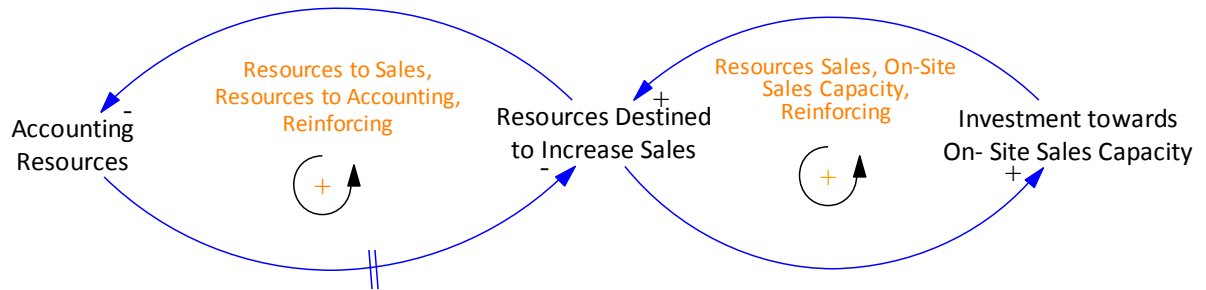 Resources to Sales,
Resources to Accounting,
Reinforcing
+
Resources Sales, On-Site
Sales Capacity,
Reinforcing
+
-
Accounting
Resources
+
Resources Destined
to Increase Sales
-
Investment towards
On- Site Sales Capacity
+